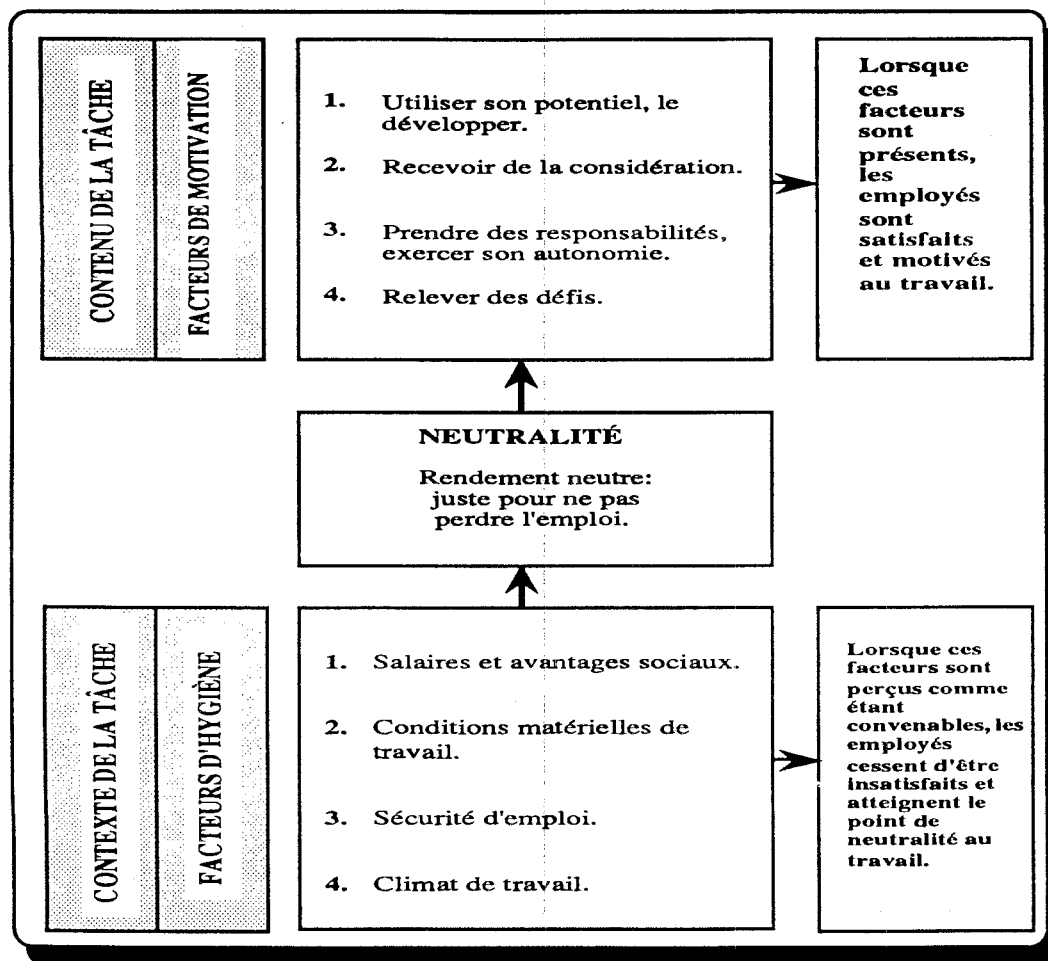 CONTENU DE LA TÂCHE
FACTEURS DE MOTIVATION
1. Utiliser son potentiel, le
développer.
2. Recevoir de la considération.
3. Prendre des responsabilités,
exercer son autonomie.
4. Relever des défis.
Lorsque
ces
facteurs
sont
présents,
les
employés
sont
satisfaits
et motivés
au travail.
NEUTRALITÉ
Rendement neutre:
juste pour ne pas
perdre l'emploi.
CONTEXTE DE LA TÂCHE
FACTEURS D'HYGIÈNE
1. Salaires et avantages sociaux.
2. Conditions matérielles de
travail.
3. Sécurité d'emploi.
4. Climat de travail.
Lorsque ces
facteurs sont
perçus comme
étant
convenables, les
employés
cessent d'être
insatisfaits et
atteignent le
point de
neutralité au
travail.